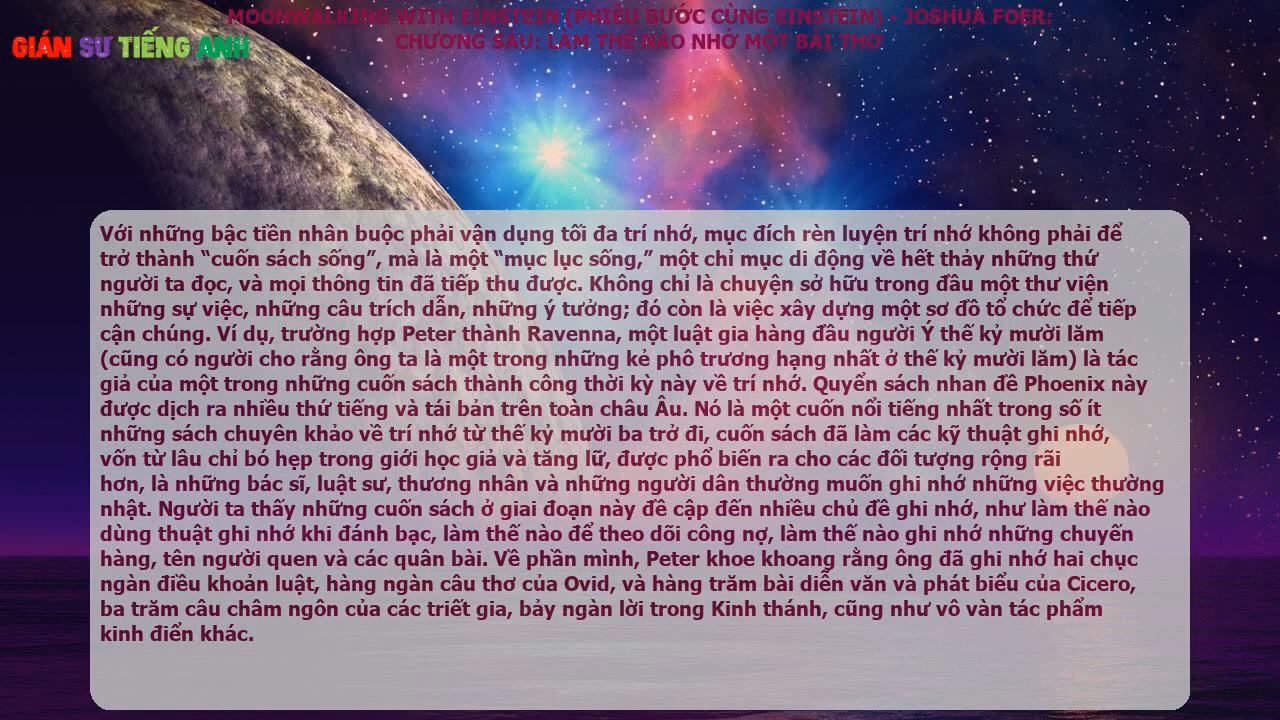 MOONWALKING WITH EINSTEIN (PHIÊU BƯỚC CÙNG EINSTEIN) - JOSHUA FOER:
CHƯƠNG SÁU: LÀM THẾ NÀO NHỚ MỘT BÀI THƠ
GIÁN SƯ TIẾNG ANH
Với những bậc tiền nhân buộc phải vận dụng tối đa trí nhớ, mục đích rèn luyện trí nhớ không phải để
trở thành “cuốn sách sống”, mà là một “mục lục sống,” một chỉ mục di động về hết thảy những thứ
người ta đọc, và mọi thông tin đã tiếp thu được. Không chỉ là chuyện sở hữu trong đầu một thư viện
những sự việc, những câu trích dẫn, những ý tưởng; đó còn là việc xây dựng một sơ đồ tổ chức để tiếp
cận chúng. Ví dụ, trường hợp Peter thành Ravenna, một luật gia hàng đầu người Ý thế kỷ mười lăm
(cũng có người cho rằng ông ta là một trong những kẻ phô trương hạng nhất ở thế kỷ mười lăm) là tác
giả của một trong những cuốn sách thành công thời kỳ này về trí nhớ. Quyển sách nhan đề Phoenix này
được dịch ra nhiều thứ tiếng và tái bản trên toàn châu Âu. Nó là một cuốn nổi tiếng nhất trong số ít
những sách chuyên khảo về trí nhớ từ thế kỷ mười ba trở đi, cuốn sách đã làm các kỹ thuật ghi nhớ,
vốn từ lâu chỉ bó hẹp trong giới học giả và tăng lữ, được phổ biến ra cho các đối tượng rộng rãi
hơn, là những bác sĩ, luật sư, thương nhân và những người dân thường muốn ghi nhớ những việc thường
nhật. Người ta thấy những cuốn sách ở giai đoạn này đề cập đến nhiều chủ đề ghi nhớ, như làm thế nào
dùng thuật ghi nhớ khi đánh bạc, làm thế nào để theo dõi công nợ, làm thế nào ghi nhớ những chuyến
hàng, tên người quen và các quân bài. Về phần mình, Peter khoe khoang rằng ông đã ghi nhớ hai chục
ngàn điều khoản luật, hàng ngàn câu thơ của Ovid, và hàng trăm bài diễn văn và phát biểu của Cicero,
ba trăm câu châm ngôn của các triết gia, bảy ngàn lời trong Kinh thánh, cũng như vô vàn tác phẩm
kinh điển khác.